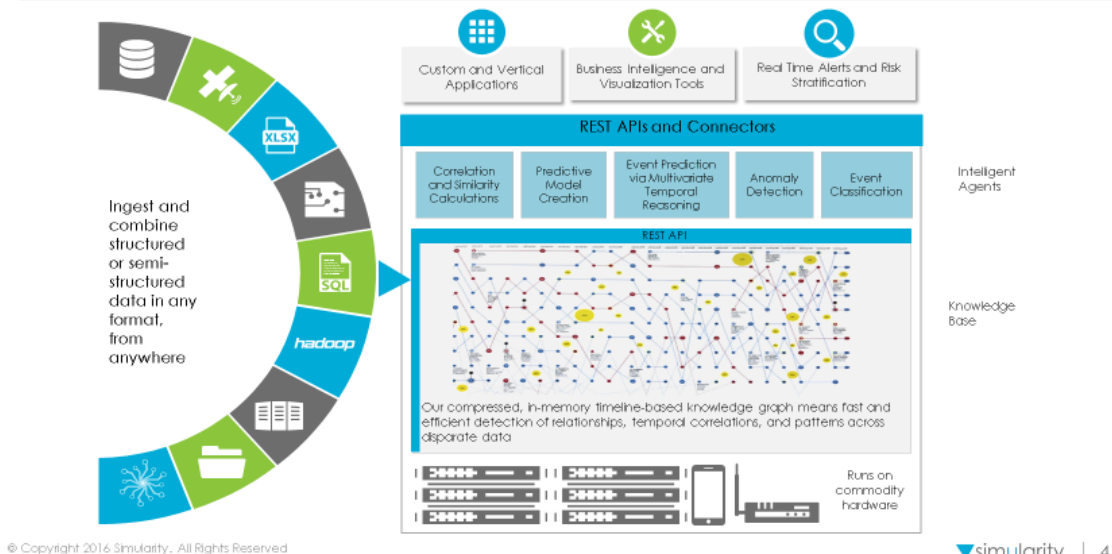 Custom and Vertical
Applications
Business Intelligence and
Visualization Tools
Real Time Alerts and Risk
Stratification
REST APIs and Connectors
Correlation
and Similarity
Calculations
Predictive
Model
Creation
Event Prediction
via Multivariate
Temporal
Reasoning
Anomaly
Detection
Event
Classification
Intelligent
Agents
XLSX
SQL
hadoop
Ingest and
combine
structured
or semi-
structured
data in any
format,
from
anywhere
REST API
Knowledge
Base
Our compressed, in-memory timeline-based knowledge graph means fast and
efficient detection of relationships, temporal correlations, and patterns across
disparate data
Runs on
commodity
hardware
© Copyright 2016 Simularity. All Rights Reserved
simularity | 4